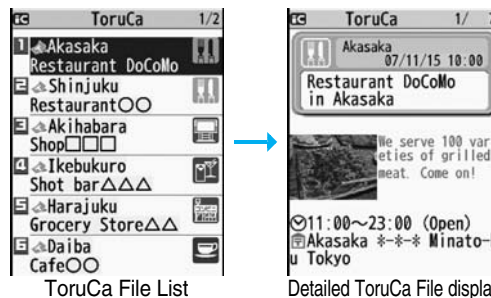 ToruCa 1/2
1 Akasaka
Restaurant DoCoMo
2 Shinjuku
Restaurant○○
3 Akihabara
Shop□□□
4 Ikebukuro
Shot bar△△△
5 Harajuku
Grocery Store△△
6 Daiba
Cafe○○
ToruCa File List
ToruCa 1/
Akasaka
07/11/15 10:00
Restaurant DoCoMo
in Akasaka
We serve 100 var
eties of grilled
meat. Come on!
11:00～23:00 (Open)
Akasaka *-*-* Minato-
u Tokyo
Detailed ToruCa File displa